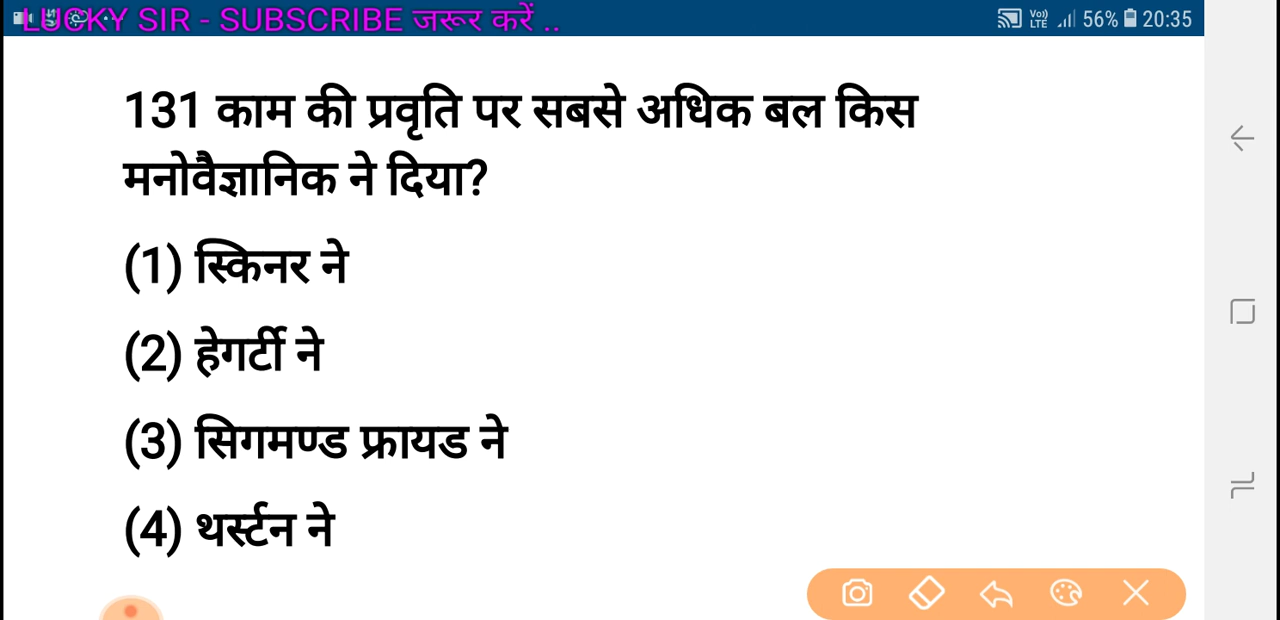 LUCKY SIR - SUBSCRIBE जरूर करें ..
56% 20:35
131 काम की प्रवृति पर सबसे अधिक बल किस
मनोवैज्ञानिक ने दिया?
(1) स्किनर ने
(2) हेगर्टी ने
(3) सिगमण्ड फ्रायड ने
(4) थर्स्टन ने